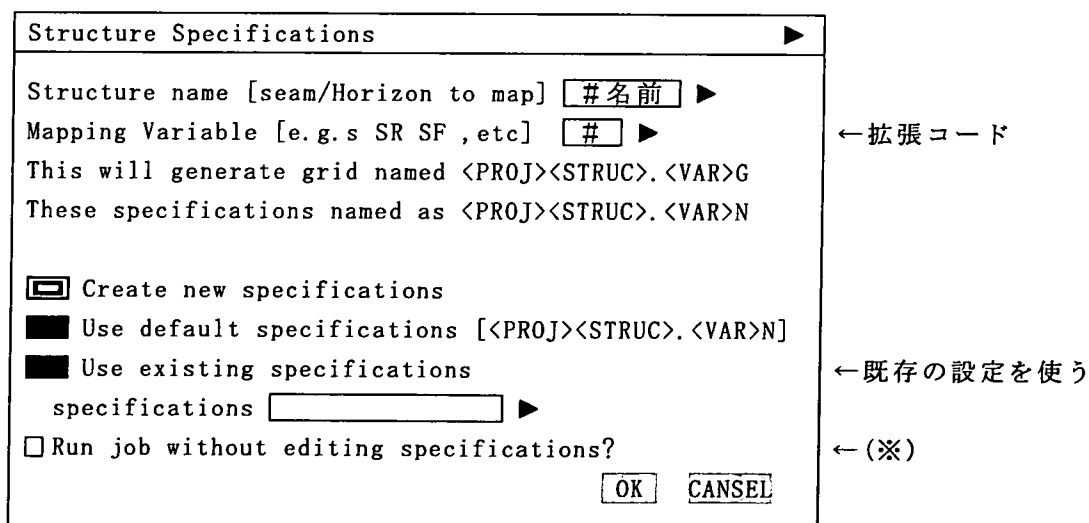 Structure Specifications ▶
Structure name [seam/Horizon to map] #名前 ▶
Mapping Variable [e.g.s SR SF ,etc] # ▶ ←拡張コード
This will generate grid named <PROJ><STRUC>.<VAR>G
These specifications named as <PROJ><STRUC>.<VAR>N
Create new specifications
Use default specifications [<PROJ><STRUC>.<VAR>N]
Use existing specifications ←既存の設定を使う
specifications ▶
□Run job without editing specifications? ←(※)
OK CANSEL